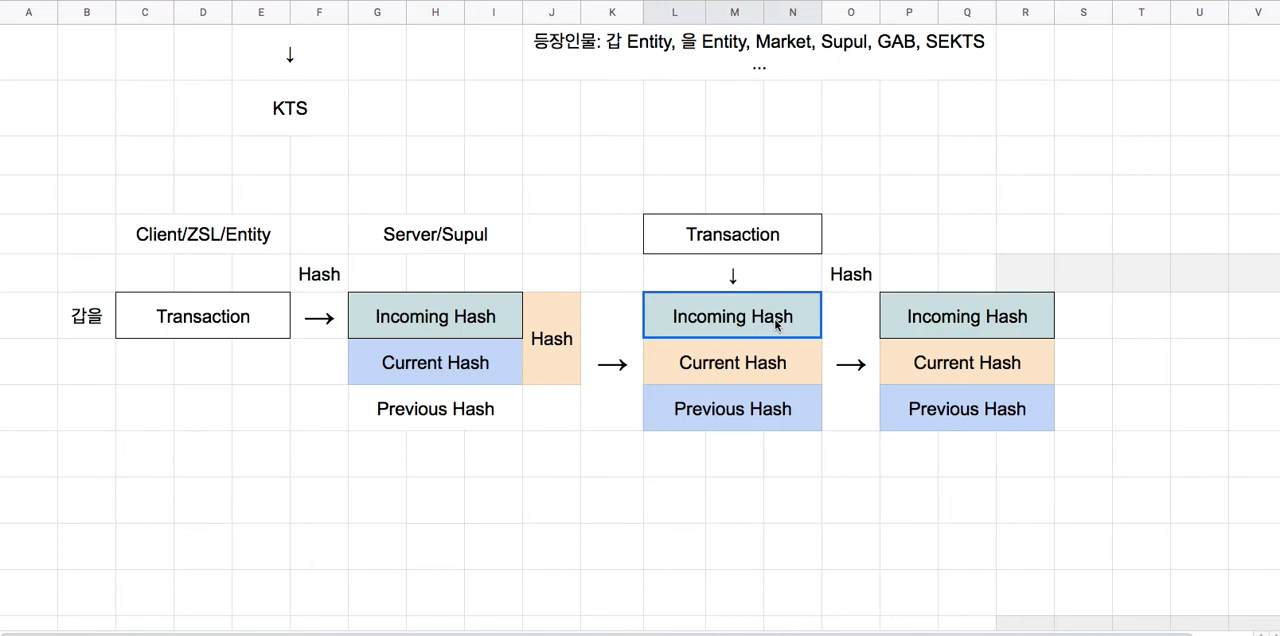 A B C D E F G H I J K L M N O P Q R S T U V
↓
등장인물: 갑 Entity, 을 Entity, Market, Supul, GAB, SEKTS
...
KTS
Client/ZSL/Entity
Server/Supul
Transaction
Hash
↓
Hash
갑을
Transaction
→
Incoming Hash
Hash
Incoming Hash
Incoming Hash
Current Hash
→
Current Hash
→
Current Hash
Previous Hash
Previous Hash
Previous Hash